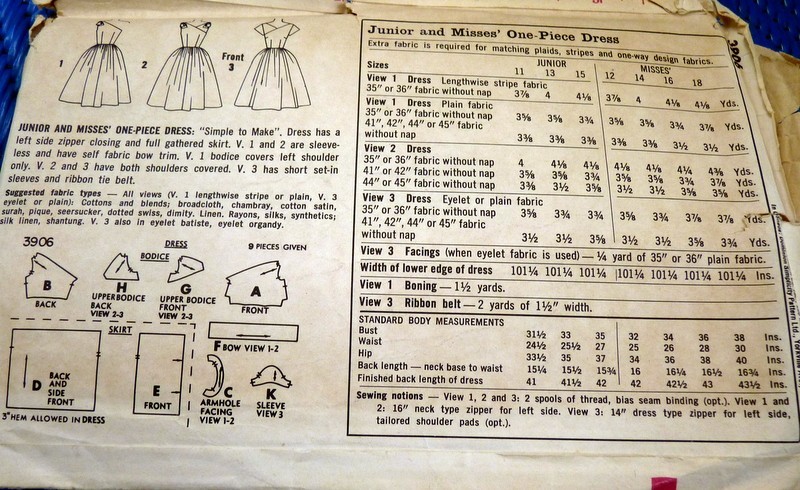 1
2
Front
3
JUNIOR AND MISSES' ONE-PIECE DRESS: "Simple to Make". Dress has a
left side zipper closing and full gathered skirt. V. 1 and 2 are sleeve-
less and have self fabric bow trim. V. 1 bodice covers left shoulder
only. V. 2 and 3 have both shoulders covered. V. 3 has short set-in
sleeves and ribbon tie belt.
Suggested fabric types — All views (V. 1 lengthwise stripe or plain, V. 3
eyelet or plain): Cottons and blends; broadcloth, chambray, cotton satin,
surah, pique, seersucker, dotted swiss, dimity. Linen. Rayons, silks, synthetics;
silk linen, shantung. V. 3 also in eyelet batiste, eyelet organdy.
3906
DRESS
9 PIECES GIVEN
BODICE
B
BACK
H
UPPER BODICE
BACK
VIEW 2-3
G
UPPER BODICE
FRONT
VIEW 2-3
A
FRONT
SKIRT
D
BACK
AND
SIDE
FRONT
E
FRONT
F BOW VIEW 1-2
C
ARMHOLE
FACING
VIEW 1-2
K
SLEEVE
VIEW 3
3" HEM ALLOWED IN DRESS
Junior and Misses' One-Piece Dress
Extra fabric is required for matching plaids, stripes and one-way design fabrics.
JUNIOR MISSES'
Sizes 11 13 15 12 14 16 18
View 1 Dress Lengthwise stripe fabric
35" or 36" fabric without nap 3⅞ 4 4⅛ 3⅞ 4 4⅛ 4⅛ Yds.
View 1 Dress Plain fabric
35" or 36" fabric without nap 3⅝ 3⅝ 3¾ 3⅝ 3⅝ 3¾ 3⅞ Yds.
41", 42", 44" or 45" fabric
without nap 3⅜ 3⅜ 3⅜ 3⅜ 3⅜ 3½ 3½ Yds.
View 2 Dress
35" or 36" fabric without nap 4 4⅛ 4⅛ 4⅛ 4⅛ 4¼ 4⅜ Yds.
41" or 42" fabric without nap 3⅝ 3⅝ 3¾ 3⅝ 3⅝ 3¾ 3⅞ Yds.
44" or 45" fabric without nap 3⅜ 3½ 3⅝ 3½ 3½ 3⅝ 3⅝ Yds.
View 3 Dress Eyelet or plain fabric
35" or 36" fabric without nap 3⅝ 3⅝ 3¾ 3⅝ 3¾ 3⅞ 3⅞ Yds.
41", 42", 44" or 45" fabric
without nap 3½ 3½ 3⅝ 3½ 3½ 3⅝ 3¾ Yds.
View 3 Facings (when eyelet fabric is used) — ¼ yard of 35" or 36" plain fabric.
Width of lower edge of dress 101¼ 101¼ 101¼ 101¼ 101¼ 101¼ 101¼ Ins.
View 1 Boning — 1½ yards.
View 3 Ribbon belt — 2 yards of 1½" width.
STANDARD BODY MEASUREMENTS
Bust 31½ 33 35 32 34 36 38 Ins.
Waist 24½ 25½ 27 25 26 28 30 Ins.
Hip 33½ 35 37 34 36 38 40 Ins.
Back length — neck base to waist 15¼ 15½ 15¾ 16 16¼ 16½ 16¾ Ins.
Finished back length of dress 41 41½ 42 42 42½ 43 43½ Ins.
Sewing notions — View 1, 2 and 3: 2 spools of thread, bias seam binding (opt.). View 1 and
2: 16" neck type zipper for left side. View 3: 14" dress type zipper for left side,
tailored shoulder pads (opt.).
3906
Simplicity Pattern Ltd.